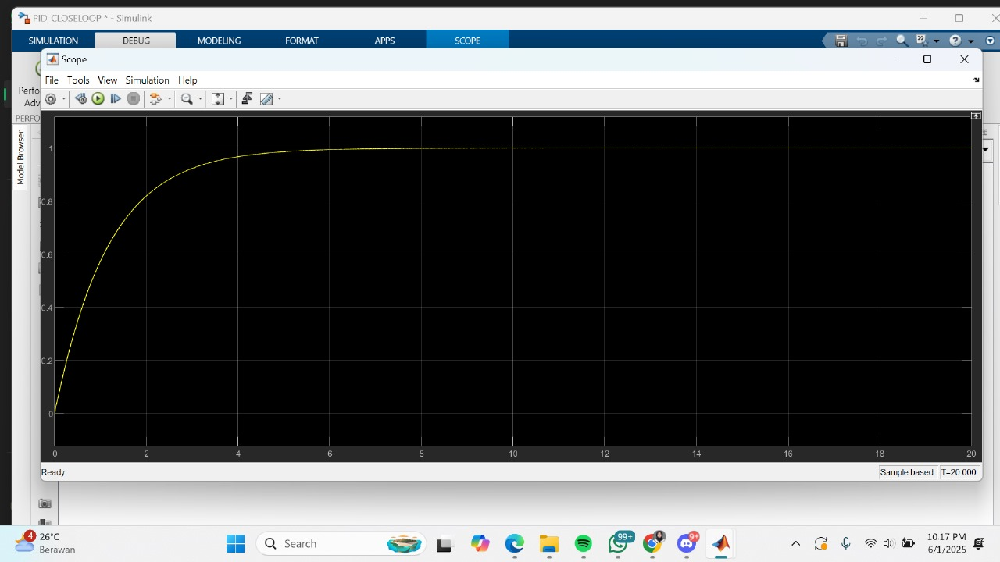 PID_CLOSELOOP * - Simulink
SIMULATION DEBUG MODELING FORMAT APPS SCOPE
Scope
File Tools View Simulation Help
Perfo
Adv
PERFO
Model Browser
1
0.8
0.6
0.4
0.2
0
0 2 4 6 8 10 12 14 16 18 20
Ready Sample based T=20.000
4 26°C
Berawan
Search
99+
9+
10:17 PM
6/1/2025